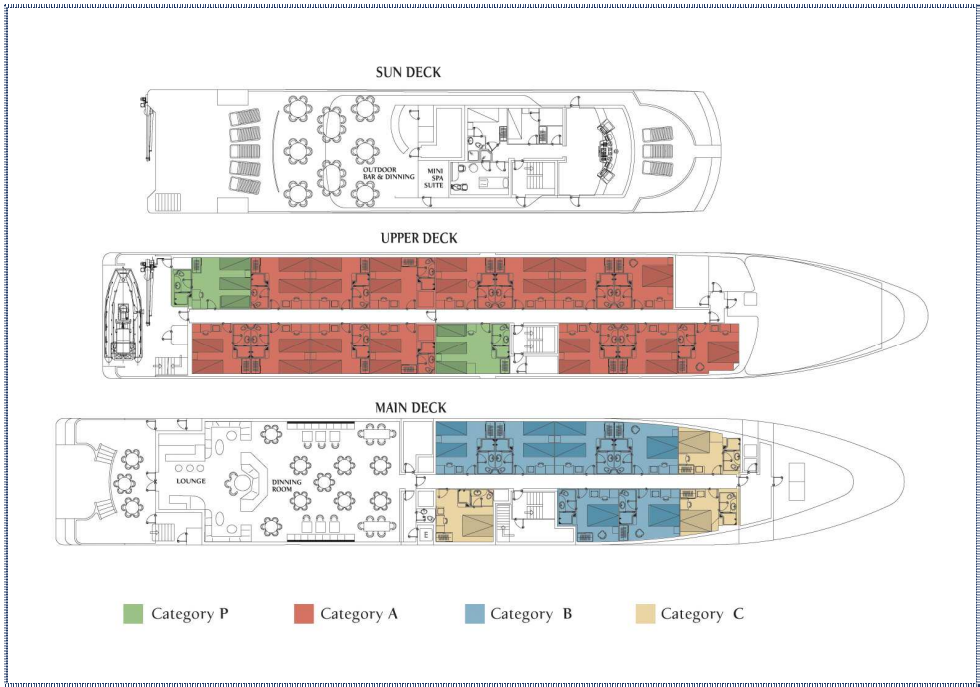 SUN DECK
OUTDOOR
BAR & DINNING
MINI
SPA
SUITE
UPPER DECK
MAIN DECK
LOUNGE
DINNING
ROOM
E
Category P
Category A
Category B
Category C